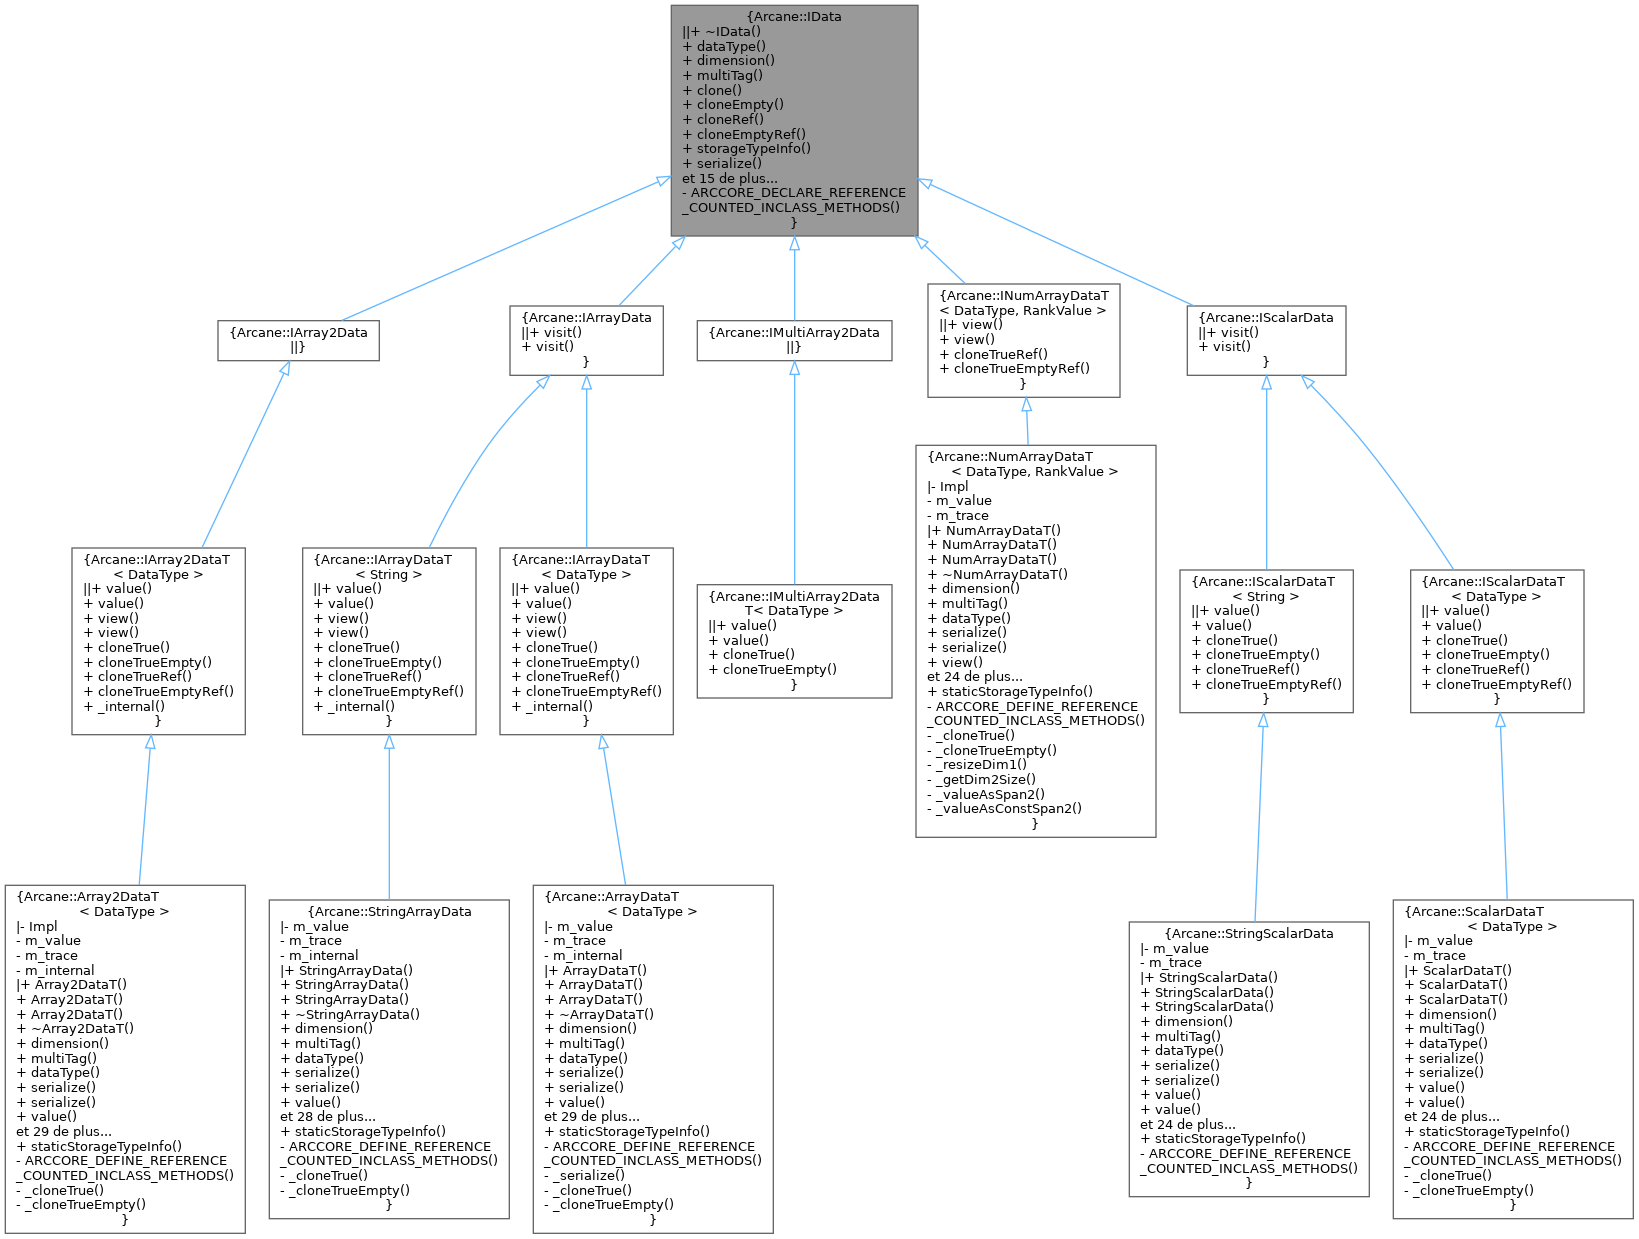 {Arcane::IData
||+ ~IData()
+ dataType()
+ dimension()
+ multiTag()
+ clone()
+ cloneEmpty()
+ cloneRef()
+ cloneEmptyRef()
+ storageTypeInfo()
+ serialize()
et 15 de plus...
- ARCCORE_DECLARE_REFERENCE
_COUNTED_INCLASS_METHODS()
}
{Arcane::IArray2Data
||}
{Arcane::IArrayData
||+ visit()
+ visit()
}
{Arcane::IMultiArray2Data
||}
{Arcane::INumArrayDataT
< DataType, RankValue >
||+ view()
+ view()
+ cloneTrueRef()
+ cloneTrueEmptyRef()
}
{Arcane::IScalarData
||+ visit()
+ visit()
}
{Arcane::IArray2DataT
< DataType >
||+ value()
+ value()
+ view()
+ view()
+ cloneTrue()
+ cloneTrueEmpty()
+ cloneTrueRef()
+ cloneTrueEmptyRef()
+ _internal()
}
{Arcane::IArrayDataT
< String >
||+ value()
+ value()
+ view()
+ view()
+ cloneTrue()
+ cloneTrueEmpty()
+ cloneTrueRef()
+ cloneTrueEmptyRef()
+ _internal()
}
{Arcane::IArrayDataT
< DataType >
||+ value()
+ value()
+ view()
+ view()
+ cloneTrue()
+ cloneTrueEmpty()
+ cloneTrueRef()
+ cloneTrueEmptyRef()
+ _internal()
}
{Arcane::IMultiArray2Data
T< DataType >
||+ value()
+ value()
+ cloneTrue()
+ cloneTrueEmpty()
}
{Arcane::NumArrayDataT
< DataType, RankValue >
|- Impl
- m_value
- m_trace
|+ NumArrayDataT()
+ NumArrayDataT()
+ NumArrayDataT()
+ ~NumArrayDataT()
+ dimension()
+ multiTag()
+ dataType()
+ serialize()
+ serialize()
+ view()
et 24 de plus...
+ staticStorageTypeInfo()
- ARCCORE_DEFINE_REFERENCE
_COUNTED_INCLASS_METHODS()
- _cloneTrue()
- _cloneTrueEmpty()
- _resizeDim1()
- _getDim2Size()
- _valueAsSpan2()
- _valueAsConstSpan2()
}
{Arcane::IScalarDataT
< String >
||+ value()
+ value()
+ cloneTrue()
+ cloneTrueEmpty()
+ cloneTrueRef()
+ cloneTrueEmptyRef()
}
{Arcane::IScalarDataT
< DataType >
||+ value()
+ value()
+ cloneTrue()
+ cloneTrueEmpty()
+ cloneTrueRef()
+ cloneTrueEmptyRef()
}
{Arcane::Array2DataT
< DataType >
|- Impl
- m_value
- m_trace
- m_internal
|+ Array2DataT()
+ Array2DataT()
+ Array2DataT()
+ ~Array2DataT()
+ dimension()
+ multiTag()
+ dataType()
+ serialize()
+ serialize()
+ value()
et 29 de plus...
+ staticStorageTypeInfo()
- ARCCORE_DEFINE_REFERENCE
_COUNTED_INCLASS_METHODS()
- _cloneTrue()
- _cloneTrueEmpty()
}
{Arcane::StringArrayData
|- m_value
- m_trace
- m_internal
|+ StringArrayData()
+ StringArrayData()
+ StringArrayData()
+ ~StringArrayData()
+ dimension()
+ multiTag()
+ dataType()
+ serialize()
+ serialize()
+ value()
et 28 de plus...
+ staticStorageTypeInfo()
- ARCCORE_DEFINE_REFERENCE
_COUNTED_INCLASS_METHODS()
- _cloneTrue()
- _cloneTrueEmpty()
}
{Arcane::ArrayDataT
< DataType >
|- m_value
- m_trace
- m_internal
|+ ArrayDataT()
+ ArrayDataT()
+ ArrayDataT()
+ ~ArrayDataT()
+ dimension()
+ multiTag()
+ dataType()
+ serialize()
+ serialize()
+ value()
et 29 de plus...
+ staticStorageTypeInfo()
- ARCCORE_DEFINE_REFERENCE
_COUNTED_INCLASS_METHODS()
- _serialize()
- _cloneTrue()
- _cloneTrueEmpty()
}
{Arcane::StringScalarData
|- m_value
- m_trace
|+ StringScalarData()
+ StringScalarData()
+ StringScalarData()
+ dimension()
+ multiTag()
+ dataType()
+ serialize()
+ serialize()
+ value()
+ value()
et 24 de plus...
+ staticStorageTypeInfo()
- ARCCORE_DEFINE_REFERENCE
_COUNTED_INCLASS_METHODS()
}
{Arcane::ScalarDataT
< DataType >
|- m_value
- m_trace
|+ ScalarDataT()
+ ScalarDataT()
+ ScalarDataT()
+ dimension()
+ multiTag()
+ dataType()
+ serialize()
+ serialize()
+ value()
+ value()
et 24 de plus...
+ staticStorageTypeInfo()
- ARCCORE_DEFINE_REFERENCE
_COUNTED_INCLASS_METHODS()
- _cloneTrue()
- _cloneTrueEmpty()
}